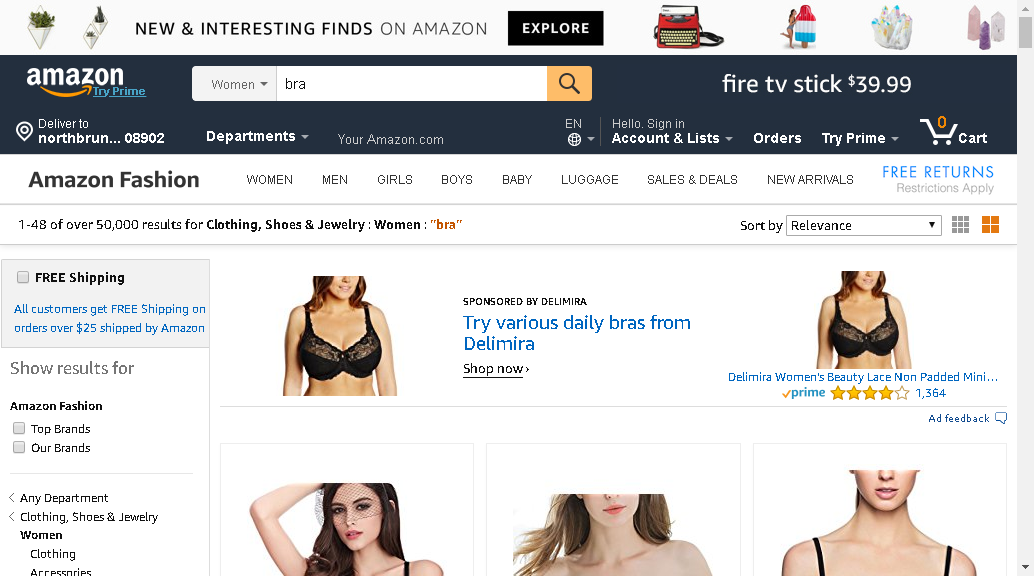 NEW & INTERESTING FINDS ON AMAZON EXPLORE
amazon
Try Prime
Women
bra
fire tv stick $39.99
Deliver to
northbrun... 08902
Departments
Your Amazon.com
EN
Hello. Sign in
Account & Lists
Orders
Try Prime
0
Cart
Amazon Fashion
WOMEN MEN GIRLS BOYS BABY LUGGAGE SALES & DEALS NEW ARRIVALS
FREE RETURNS
Restrictions Apply
1-48 of over 50,000 results for Clothing, Shoes & Jewelry : Women : "bra"
Sort by Relevance
FREE Shipping
All customers get FREE Shipping on
orders over $25 shipped by Amazon
Show results for
Amazon Fashion
Top Brands
Our Brands
Any Department
Clothing, Shoes & Jewelry
Women
Clothing
Accessories
SPONSORED BY DELIMIRA
Try various daily bras from
Delimira
Shop now ›
Delimira Women's Beauty Lace Non Padded Mini...
prime 1,364
Ad feedback